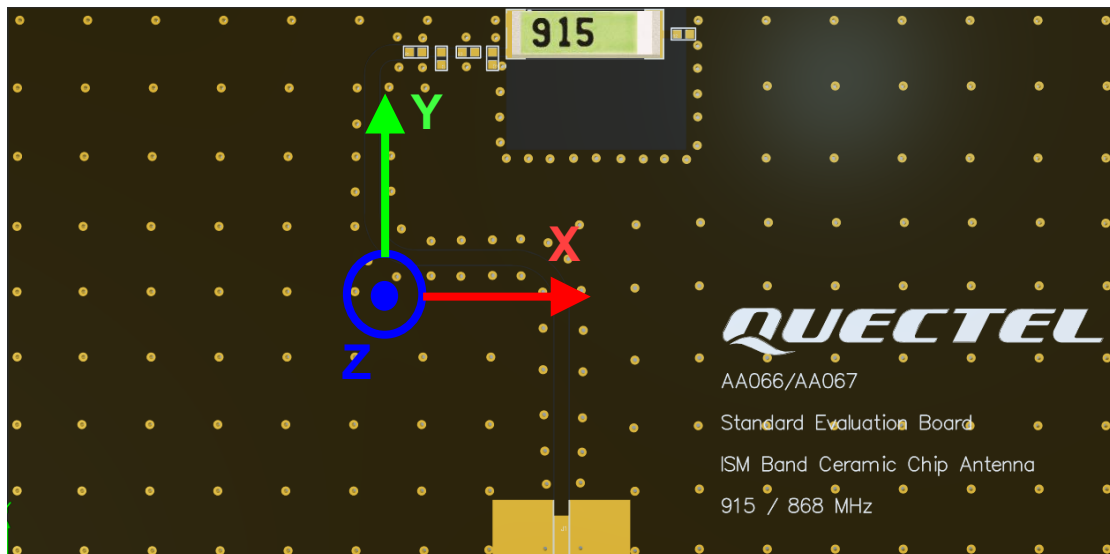 915
Y
X
Z
QUECTEL
AA066/AA067
Standard Evaluation Board
ISM Band Ceramic Chip Antenna
915 / 868 MHz